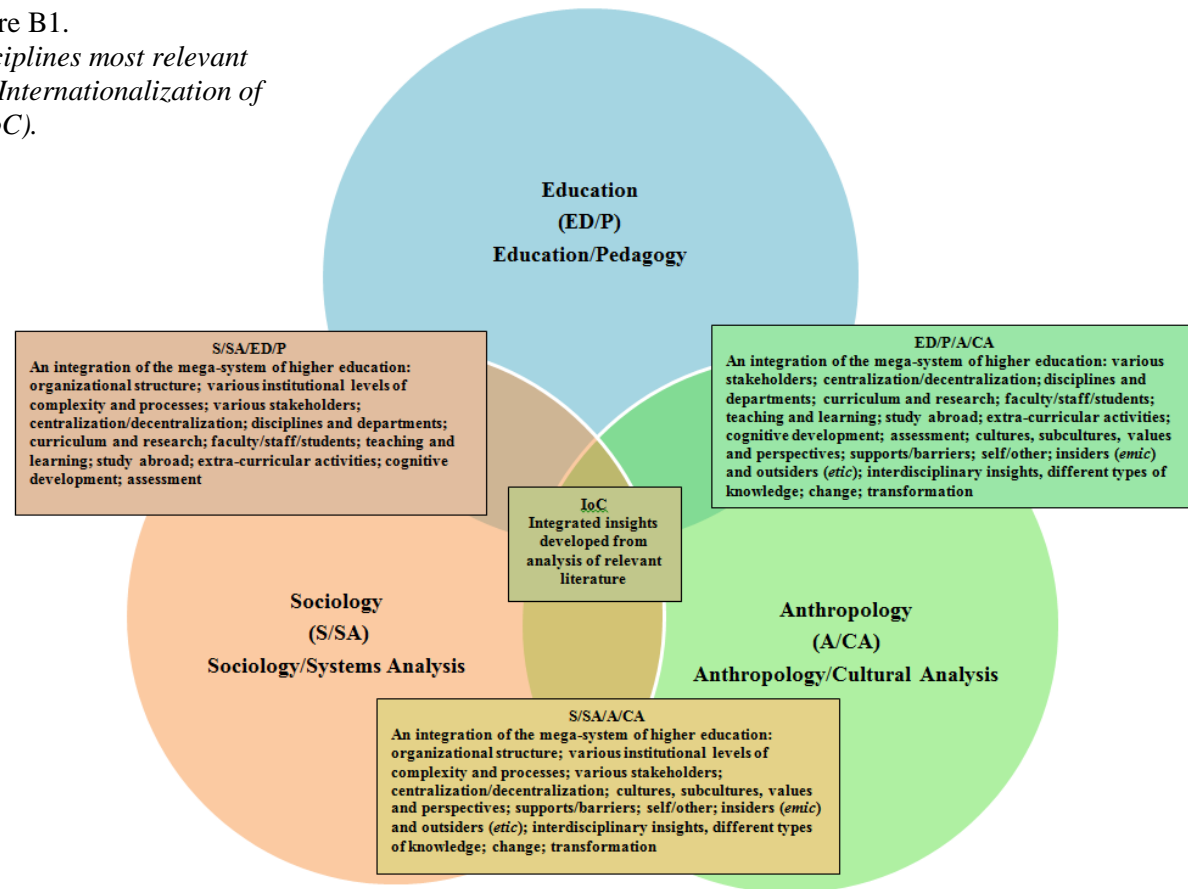 re B1.
ciplines most relevant
Internationalization of
oC).
Education
(ED/P)
Education/Pedagogy
S/SA/ED/P
An integration of the mega-system of higher education:
organizational structure; various institutional levels of
complexity and processes; various stakeholders;
centralization/decentralization; disciplines and departments;
curriculum and research; faculty/staff/students; teaching and
learning; study abroad; extra-curricular activities; cognitive
development; assessment
ED/P/A/CA
An integration of the mega-system of higher education: various
stakeholders; centralization/decentralization; disciplines and
departments; curriculum and research; faculty/staff/students;
teaching and learning; study abroad; extra-curricular activities;
cognitive development; assessment; cultures, subcultures, values
and perspectives; supports/barriers; self/other; insiders (emic)
and outsiders (etic); interdisciplinary insights, different types of
knowledge; change; transformation
IoC
Integrated insights
developed from
analysis of relevant
literature
Sociology
(S/SA)
Sociology/Systems Analysis
Anthropology
(A/CA)
Anthropology/Cultural Analysis
S/SA/A/CA
An integration of the mega-system of higher education:
organizational structure; various institutional levels of
complexity and processes; various stakeholders;
centralization/decentralization; cultures, subcultures, values
and perspectives; supports/barriers; self/other; insiders (emic)
and outsiders (etic); interdisciplinary insights, different types
of knowledge; change; transformation